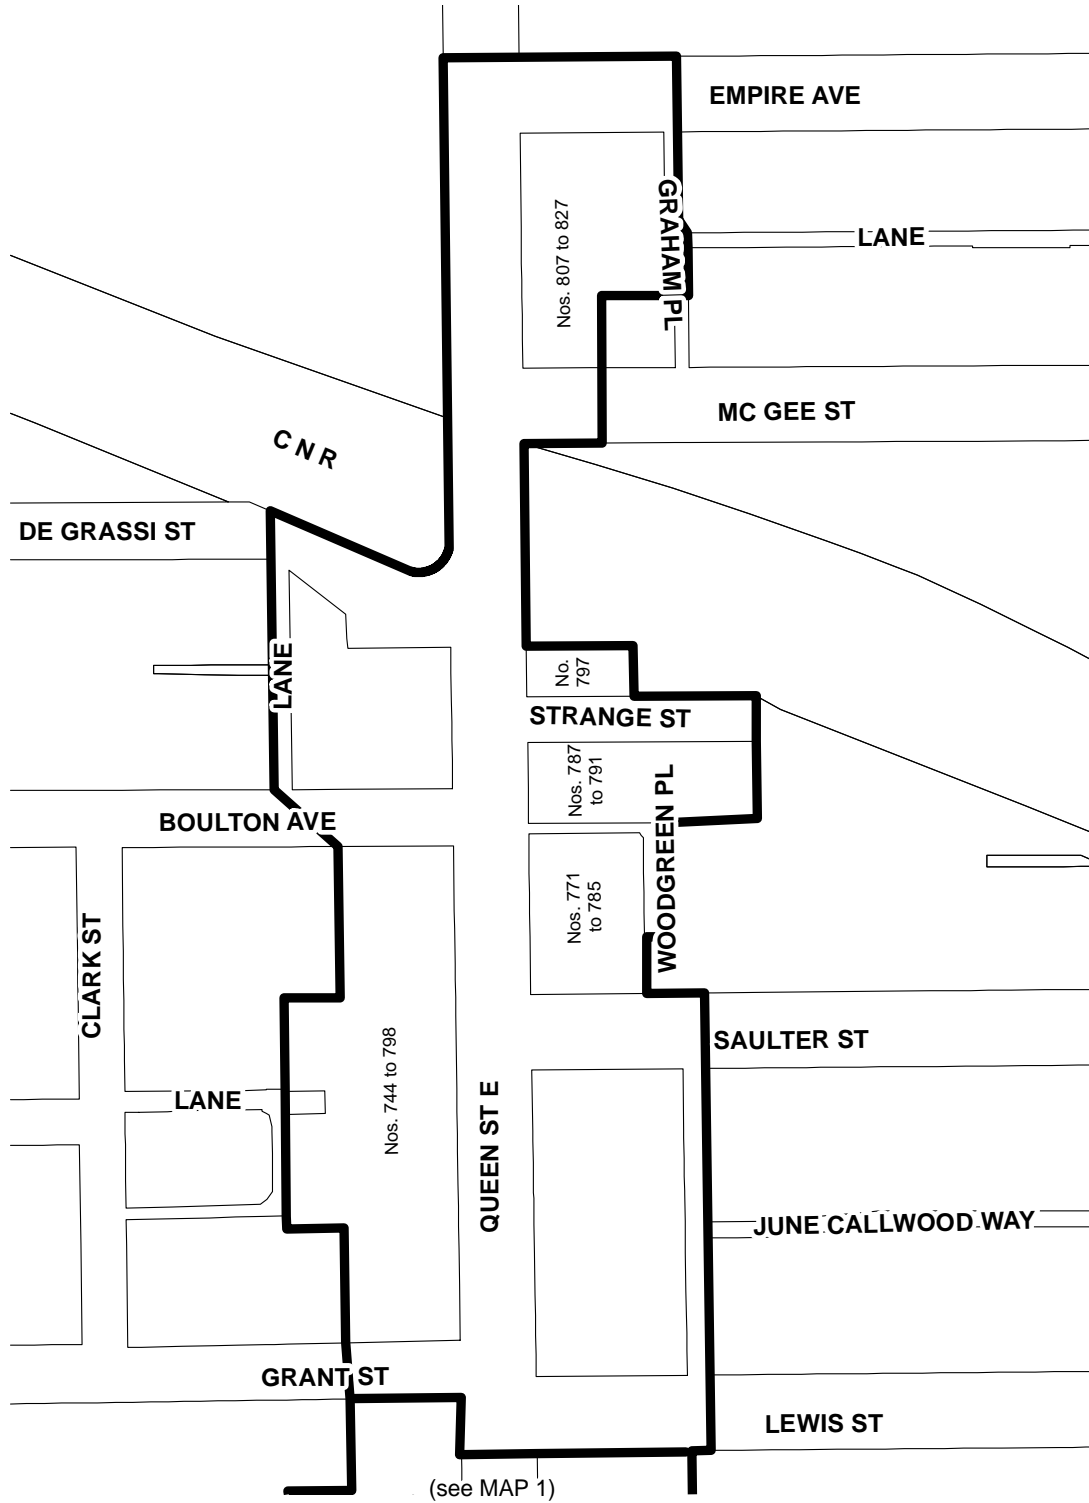 EMPIRE AVE
GRAHAM PL
Nos. 807 to 827
LANE
MC GEE ST
C N R
DE GRASSI ST
LANE
No.
797
STRANGE ST
Nos. 787
to 791
WOODGREEN PL
BOULTON AVE
Nos. 771
to 785
CLARK ST
SAULTER ST
Nos. 744 to 798
QUEEN ST E
LANE
JUNE CALLWOOD WAY
GRANT ST
LEWIS ST
(see MAP 1)